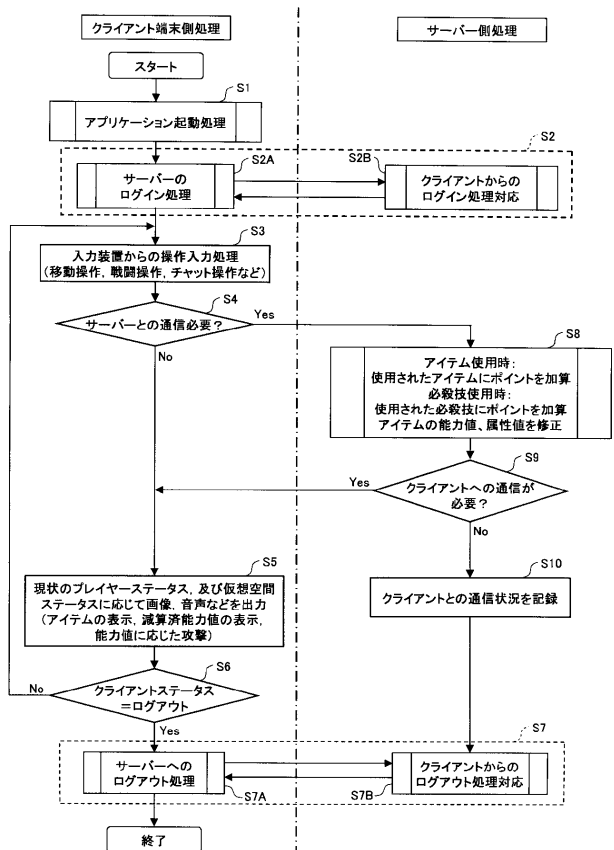 クライアント端末側処理
サーバー側処理
スタート
S1
アプリケーション起動処理
S2
S2A
サーバーの
ログイン処理
S2B
クライアントからの
ログイン処理対応
S3
入力装置からの操作入力処理
(移動操作, 戦闘操作, チャット操作など)
S4
サーバーとの通信必要?
Yes
No
S8
アイテム使用時:
使用されたアイテムにポイントを加算
必殺技使用時:
使用された必殺技にポイントを加算
アイテムの能力値、属性値を修正
S9
クライアントへの通信が
必要?
Yes
No
S5
現状のプレイヤーステータス, 及び仮想空間
ステータスに応じて画像、音声などを出力
(アイテムの表示, 減算済能力値の表示,
能力値に応じた攻撃)
S10
クライアントとの通信状況を記録
S6
クライアントステータス
=ログアウト
No
Yes
S7
サーバーへの
ログアウト処理
S7A
クライアントからの
ログアウト処理対応
S7B
終了